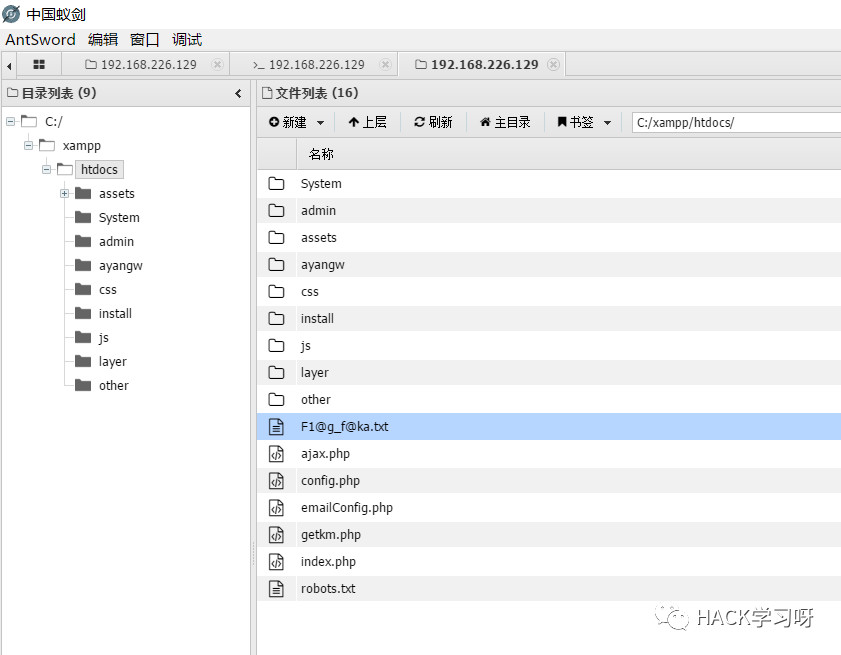 中国蚁剑
AntSword 编辑 窗口 调试
192.168.226.129 >_ 192.168.226.129 192.168.226.129
目录列表 (9)
C:/
xampp
htdocs
assets
System
admin
ayangw
css
install
js
layer
other
文件列表 (16)
新建 上层 刷新 主目录 书签 C:/xampp/htdocs/
名称
System
admin
assets
ayangw
css
install
js
layer
other
F1@g_f@ka.txt
ajax.php
config.php
emailConfig.php
getkm.php
index.php
robots.txt
HACK学习呀